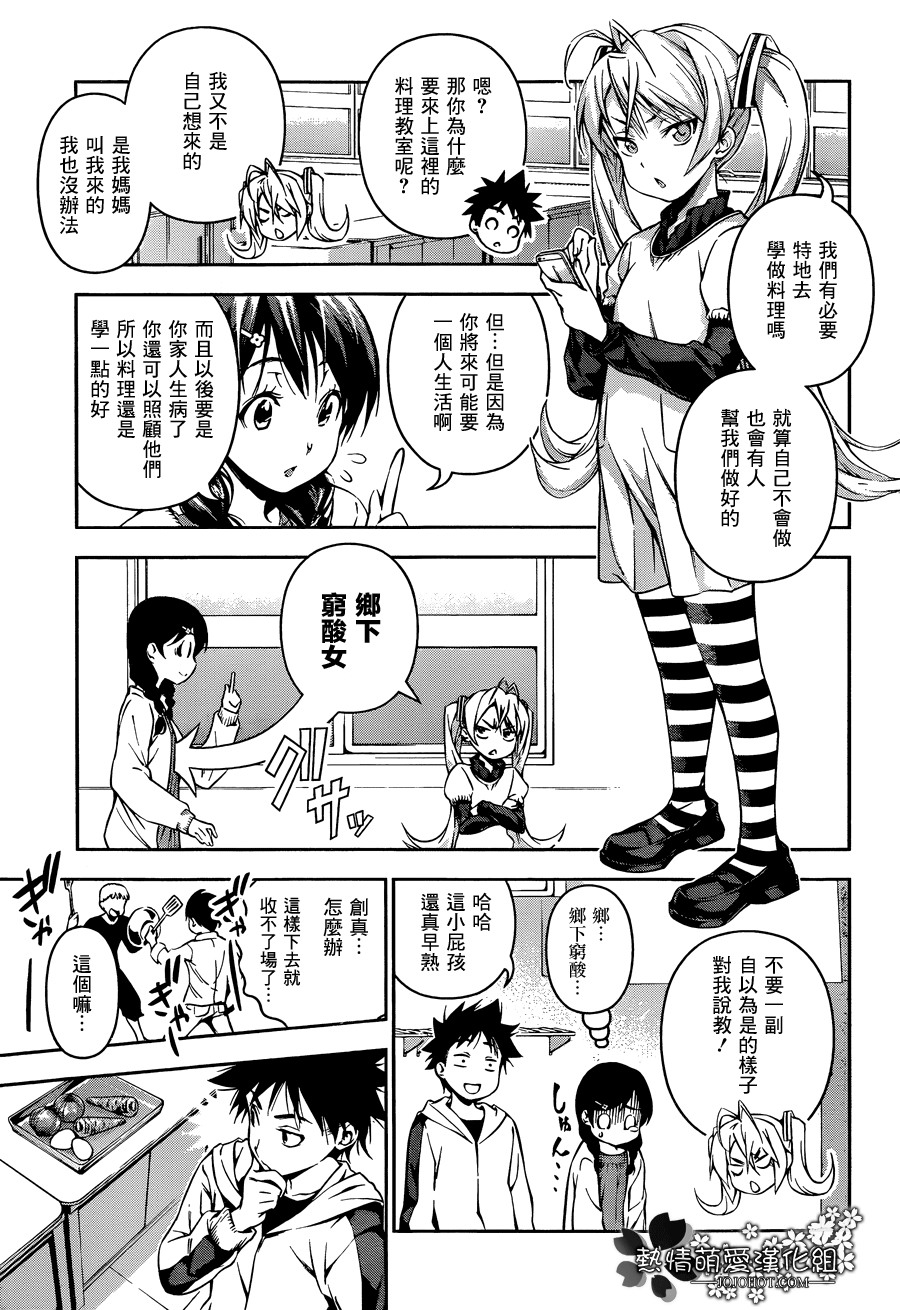 我們有必要
特地去
學做料理嗎
就算自己不會做
也會有人
幫我們做好的
嗯?
那你為什麼
要來上這裡的
料理教室呢?
我又不是
自己想來的
是我媽媽
叫我來的
我也沒辦法
但…但是因為
你將來可能要
一個人生活啊
而且以後要是
你家人生病了
你還可以照顧他們
所以料理還是
學一點的好
鄉下
窮酸女
グサッ
不要一副
自以為是的樣子
對我說教!
鄉…
鄉下窮酸…
しゅん…
哈哈
這小屁孩
還真早熟
創真…
怎麼辦
這樣下去就
收不了場了…
這個嘛…
熱情萌愛漢化組
JOJOHOT.COM